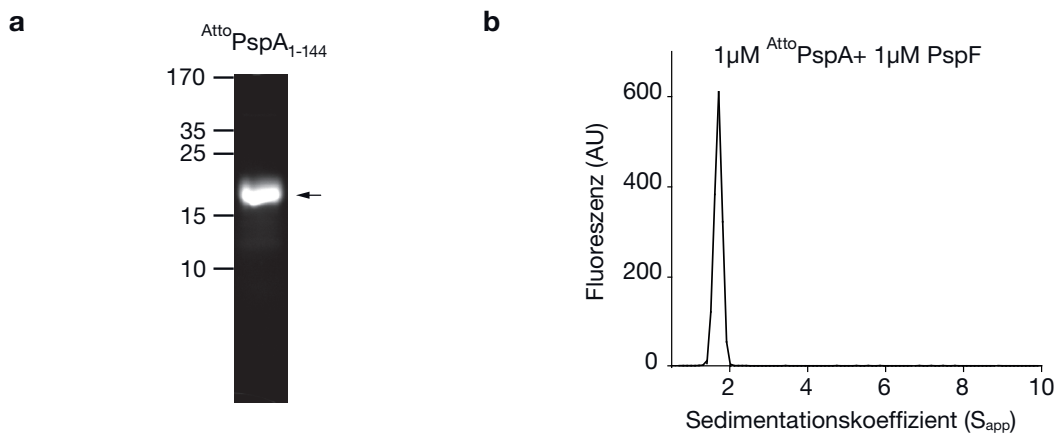 a
AttoPspA1-144
170
35
25
15
10
b
1µM AttoPspA+ 1µM PspF
Fluoreszenz (AU)
600
400
200
0
2 4 6 8 10
Sedimentationskoeffizient (Sapp)